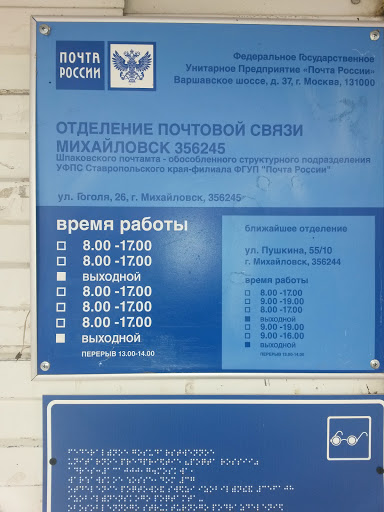 ПОЧТА
РОССИИ
Федеральное Государственное
Унитарное Предприятие «Почта России»
Варшавское шоссе, д. 37, г. Москва, 131000
ОТДЕЛЕНИЕ ПОЧТОВОЙ СВЯЗИ
МИХАЙЛОВСК 356245
Шпаковского почтамта - обособленного структурного подразделения
УФПС Ставропольского края-филиала ФГУП "Почта России"
ул. Гоголя, 26, г. Михайловск, 356245
время работы
8.00 -17.00
8.00 -17.00
ВЫХОДНОЙ
8.00 -17.00
8.00 -17.00
8.00 -17.00
ВЫХОДНОЙ
ПЕРЕРЫВ 13.00-14.00
ближайшее отделение
ул. Пушкина, 55/10
г. Михайловск, 356244
время работы
8.00 -17.00
9.00 -19.00
8.00 -17.00
ВЫХОДНОЙ
9.00 -19.00
9.00 -16.00
ВЫХОДНОЙ
ПЕРЕРЫВ 13.00-14.00